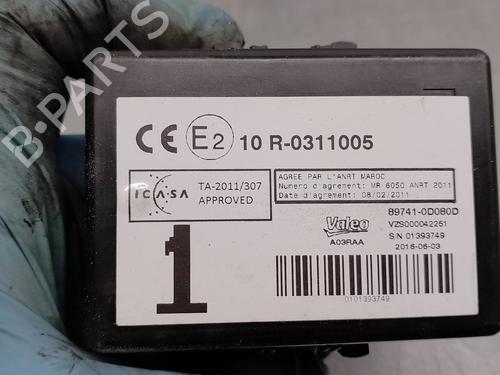 B-PARTS
CE E2 10 R-0311005
ICASA
TA-2011/307
APPROVED
AGREE PAR L'ANRT MAROC
Numero d'agrement: MR 6050 ANRT 2011
Date d'agrement: 08/02/2011
1
Valeo
A03RAA
89741-0D080D
VZS000042251
S/N 01393749
2016-06-03
0101393749